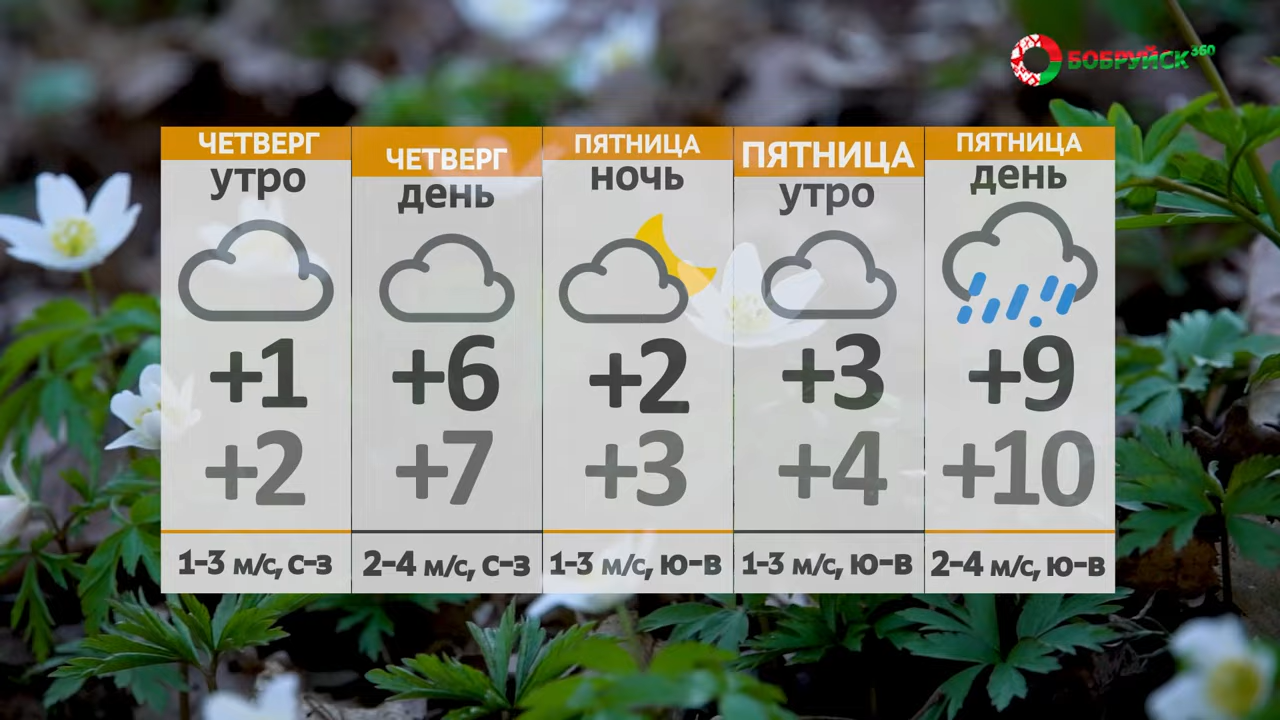 БОБРУЙСК360
ЧЕТВЕРГ
утро
+1
+2
1-3 м/с, с-з
ЧЕТВЕРГ
день
+6
+7
2-4 м/с, с-з
ПЯТНИЦА
ночь
+2
+3
1-3 м/с, ю-в
ПЯТНИЦА
утро
+3
+4
1-3 м/с, ю-в
ПЯТНИЦА
день
+9
+10
2-4 м/с, ю-в